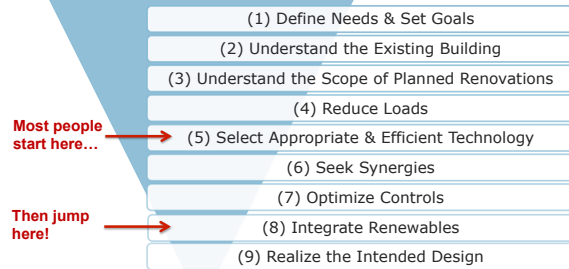 (1) Define Needs & Set Goals
(2) Understand the Existing Building
(3) Understand the Scope of Planned Renovations
(4) Reduce Loads
Most people
start here…
(5) Select Appropriate & Efficient Technology
(6) Seek Synergies
(7) Optimize Controls
Then jump
here!
(8) Integrate Renewables
(9) Realize the Intended Design